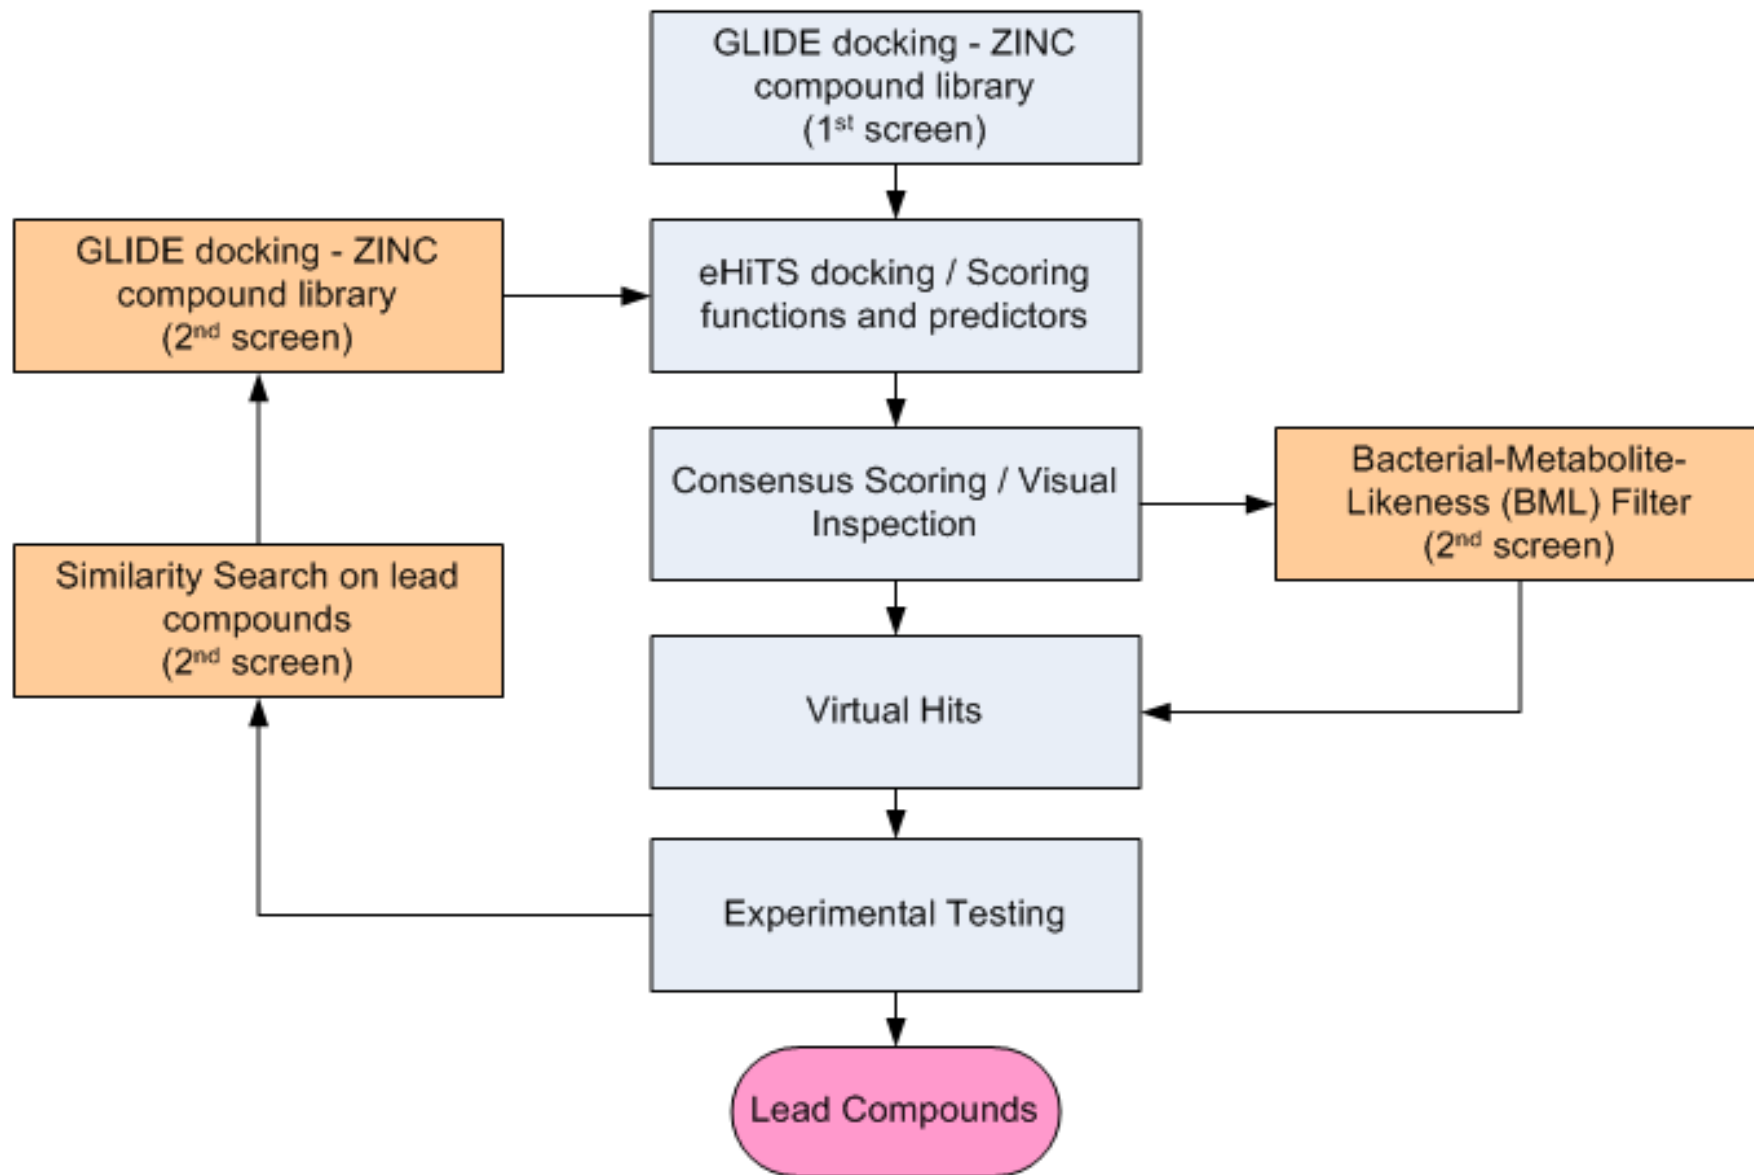 GLIDE docking - ZINC
compound library
(1st screen)
GLIDE docking - ZINC
compound library
(2nd screen)
eHiTS docking / Scoring
functions and predictors
Consensus Scoring / Visual
Inspection
Bacterial-Metabolite-
Likeness (BML) Filter
(2nd screen)
Similarity Search on lead
compounds
(2nd screen)
Virtual Hits
Experimental Testing
Lead Compounds